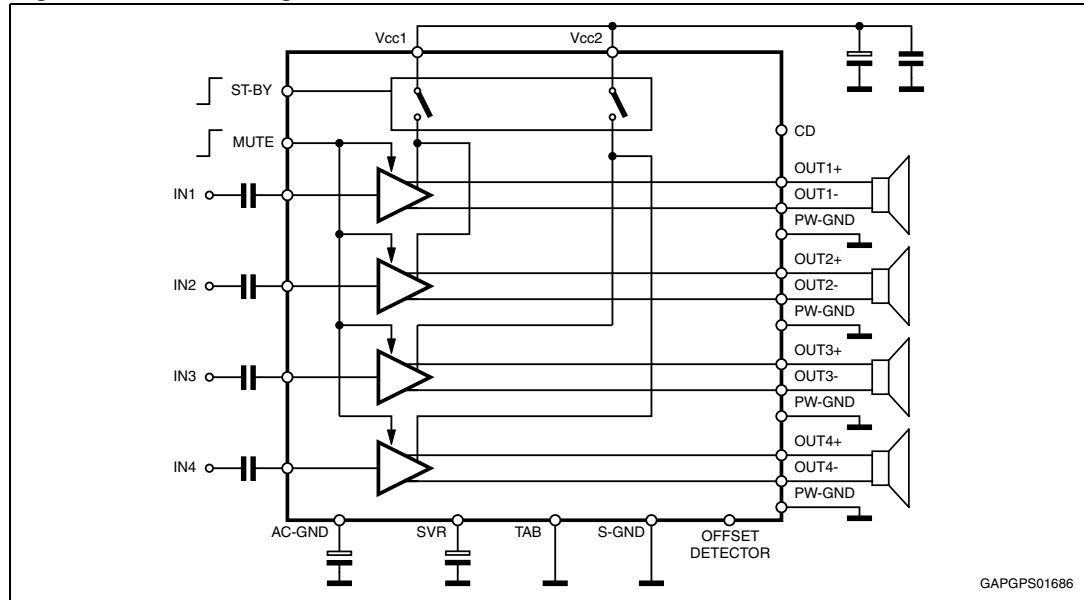 Vcc1
Vcc2
ST-BY
MUTE
CD
OUT1+
IN1
OUT1-
PW-GND
OUT2+
IN2
OUT2-
PW-GND
OUT3+
IN3
OUT3-
PW-GND
OUT4+
IN4
OUT4-
PW-GND
AC-GND
SVR
TAB
S-GND
OFFSET
DETECTOR
GAPGPS01686